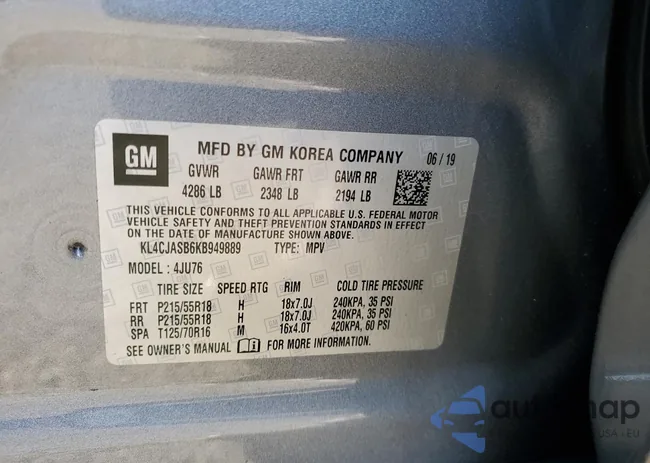 GM MFD BY GM KOREA COMPANY 06 / 19
GVWR GAWR FRT GAWR RR
4286 LB 2348 LB 2194 LB
THIS VEHICLE CONFORMS TO ALL APPLICABLE U.S. FEDERAL MOTOR
VEHICLE SAFETY AND THEFT PREVENTION STANDARDS IN EFFECT
ON THE DATE OF MANUFACTURE SHOWN ABOVE.
KL4CJASB6KB949889 TYPE: MPV
MODEL: 4JU76
TIRE SIZE SPEED RTG RIM COLD TIRE PRESSURE
FRT P215/55R18 H 18x7.0J 240KPA, 35 PSI
RR P215/55R18 H 18x7.0J 240KPA, 35 PSI
SPA T125/70R16 M 16x4.0T 420KPA, 60 PSI
SEE OWNER'S MANUAL FOR MORE INFORMATION.
USA - EU